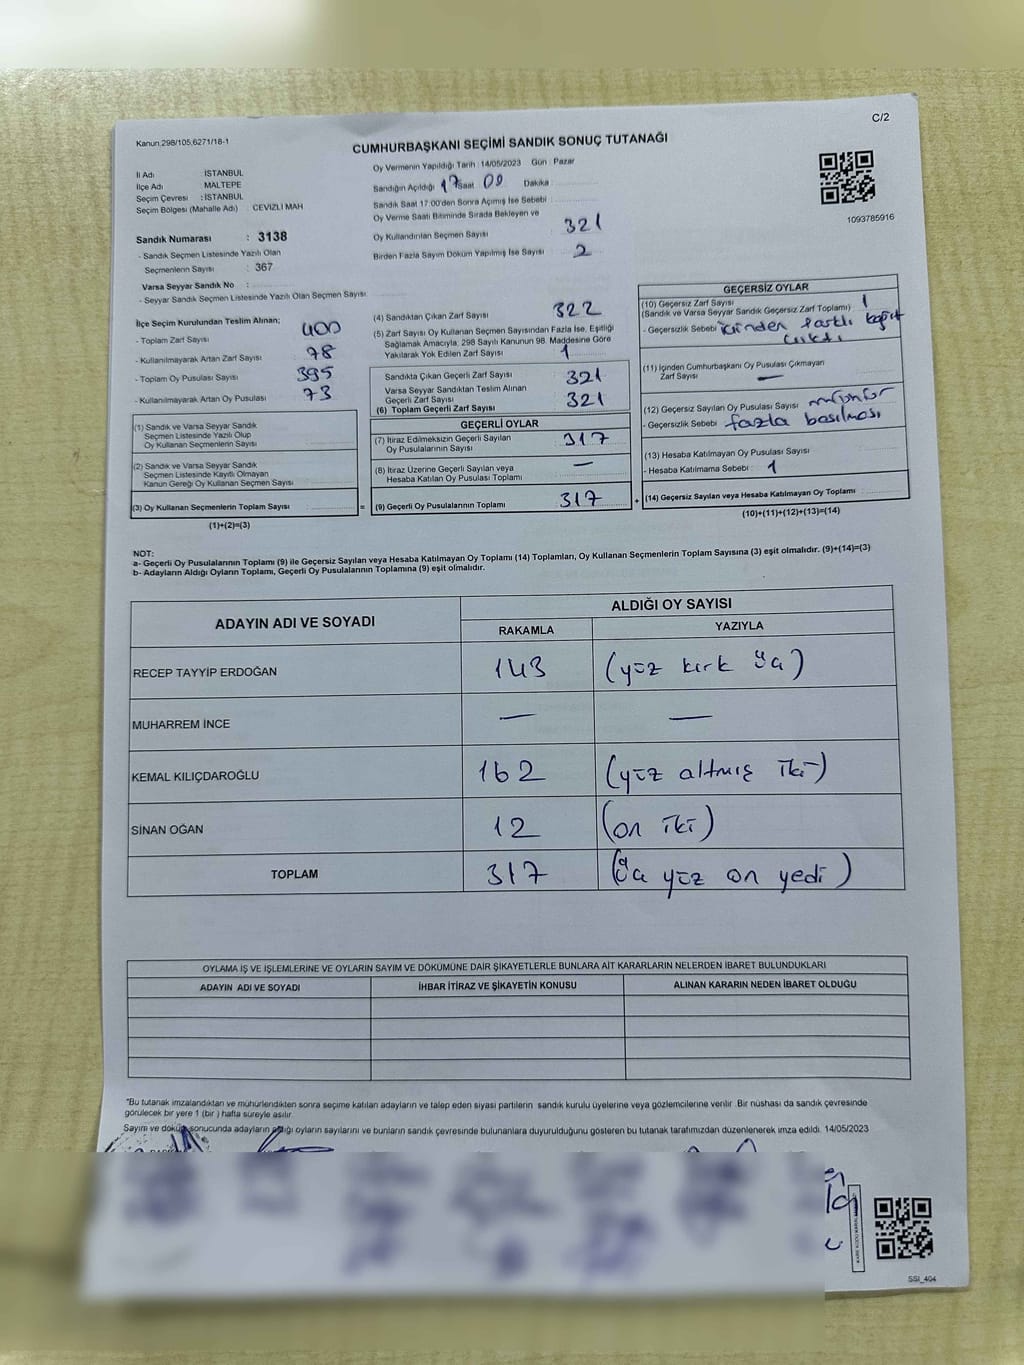 C/2
Kanun,298/105,6271/18-1
CUMHURBAŞKANI SEÇİMİ SANDIK SONUÇ TUTANAĞI
İl Adı : İSTANBUL
İlçe Adı : MALTEPE
Seçim Çevresi : İSTANBUL
Seçim Bölgesi (Mahalle Adı) : CEVİZLİ MAH
Sandık Numarası : 3138
- Sandık Seçmen Listesinde Yazılı Olan
Seçmenlerin Sayısı : 367
Varsa Seyyar Sandık No :
- Seyyar Sandık Seçmen Listesinde Yazılı Olan Seçmen Sayısı
Oy Vermenin Yapıldığı Tarih : 14/05/2023 Gün : Pazar
Sandığın Açıldığı 17 Saat 09 Dakika
Sandık Saat 17:00'den Sonra Açımış İse Sebebi
Oy Verme Saati Bitiminde Sırada Bekleyen ve
Oy Kullandırılan Seçmen Sayısı 321
Birden Fazla Sayım Döküm Yapılmış İse Sayısı 2
1093785916
İlçe Seçim Kurulundan Teslim Alınan;
- Toplam Zarf Sayısı 400
- Kullanılmayarak Artan Zarf Sayısı 78
- Toplam Oy Pusulası Sayısı 395
- Kullanılmayarak Artan Oy Pusulası 73
(4) Sandıktan Çıkan Zarf Sayısı 322
(5) Zarf Sayısı Oy Kullanan Seçmen Sayısından Fazla İse, Eşitliği
Sağlamak Amacıyla, 298 Sayılı Kanunun 98. Maddesine Göre
Yakılarak Yok Edilen Zarf Sayısı 1
Sandıkta Çıkan Geçerli Zarf Sayısı 321
Varsa Seyyar Sandıktan Teslim Alınan
Geçerli Zarf Sayısı 321
(6) Toplam Geçerli Zarf Sayısı
GEÇERSİZ OYLAR
(10) Geçersiz Zarf Sayısı 1
(Sandık ve Varsa Seyyar Sandık Geçersiz Zarf Toplamı)
- Geçersizlik Sebebi içinden farklı kağıt
çıktı
(11) İçinden Cumhurbaşkanı Oy Pusulası Çıkmayan
Zarf Sayısı —
(12) Geçersiz Sayılan Oy Pusulası Sayısı
- Geçersizlik Sebebi fazla basılması
(13) Hesaba Katılmayan Oy Pusulası Sayısı
- Hesaba Katılmama Sebebi : 1
(14) Geçersiz Sayılan veya Hesaba Katılmayan Oy Toplamı
(10)+(11)+(12)+(13)=(14)
(1) Sandık ve Varsa Seyyar Sandık
Seçmen Listesinde Yazılı Olup
Oy Kullanan Seçmenlerin Sayısı
(2) Sandık ve Varsa Seyyar Sandık
Seçmen Listesinde Kayıtlı Olmayan
Kanun Gereği Oy Kullanan Seçmen Sayısı
(3) Oy Kullanan Seçmenlerin Toplam Sayısı =
(1)+(2)=(3)
GEÇERLİ OYLAR
(7) İtiraz Edilmeksizin Geçerli Sayılan
Oy Pusulalarının Sayısı 317
(8) İtiraz Üzerine Geçerli Sayılan veya
Hesaba Katılan Oy Pusulası Toplamı —
(9) Geçerli Oy Pusulalarının Toplamı 317 +
NOT:
a- Geçerli Oy Pusulalarının Toplamı (9) ile Geçersiz Sayılan veya Hesaba Katılmayan Oy Toplamı (14) Toplamları, Oy Kullanan Seçmenlerin Toplam Sayısına (3) eşit olmalıdır. (9)+(14)=(3)
b- Adayların Aldığı Oyların Toplamı, Geçerli Oy Pusulalarının Toplamına (9) eşit olmalıdır.
ADAYIN ADI VE SOYADI
ALDIĞI OY SAYISI
RAKAMLA YAZIYLA
RECEP TAYYİP ERDOĞAN 143 (yüz kırk üç)
MUHARREM İNCE — —
KEMAL KILIÇDAROĞLU 162 (yüz altmış iki)
SİNAN OĞAN 12 (on iki)
TOPLAM 317 (üç yüz on yedi)
OYLAMA İŞ VE İŞLEMLERİNE VE OYLARIN SAYIM VE DÖKÜMÜNE DAİR ŞİKAYETLERLE BUNLARA AİT KARARLARIN NELERDEN İBARET BULUNDUKLARI
ADAYIN ADI VE SOYADI İHBAR İTİRAZ VE ŞİKAYETİN KONUSU ALINAN KARARIN NEDEN İBARET OLDUĞU
"Bu tutanak imzalandıktan ve mühürlendikten sonra seçime katılan adayların ve talep eden siyasi partilerin sandık kurulu üyelerine veya gözlemcilerine verilir .Bir nüshası da sandık çevresinde
görülecek bir yere 1 (bir ) hafta süreyle asılır.
Sayım ve döküm sonucunda adayların aldığı oyların sayılarını ve bunların sandık çevresinde bulunanlara duyurulduğunu gösteren bu tutanak tarafımızdan düzenlenerek imza edildi. 14/05/2023
SSI_404